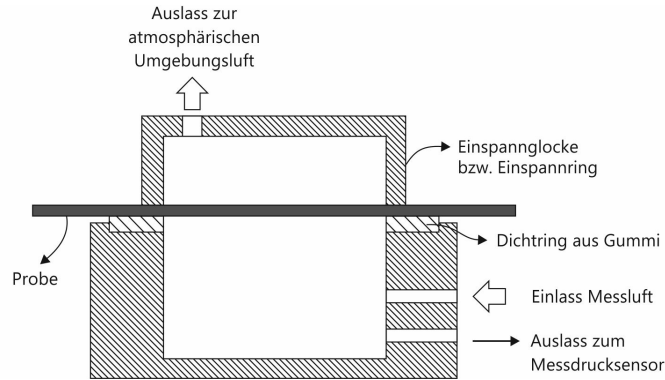 Auslass zur
atmosphärischen
Umgebungsluft
Einspannglocke
bzw. Einspannring
Dichtring aus Gummi
Probe
Einlass Messluft
Auslass zum
Messdrucksensor